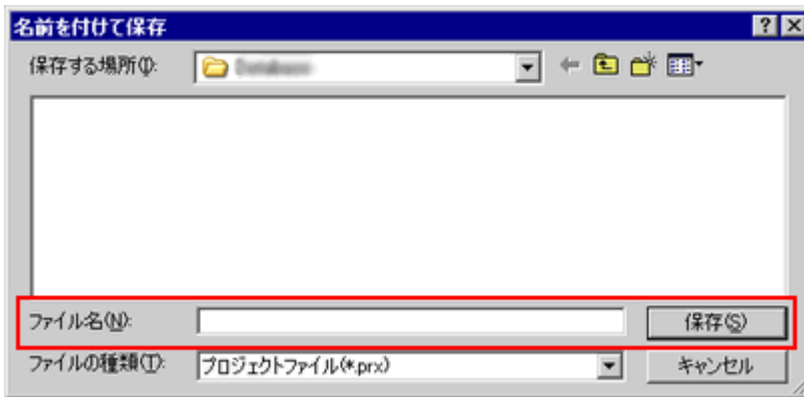 名前を付けて保存
保存する場所(I):
ファイル名(N): 保存(S)
ファイルの種類(T): プロジェクトファイル(*.prx) キャンセル